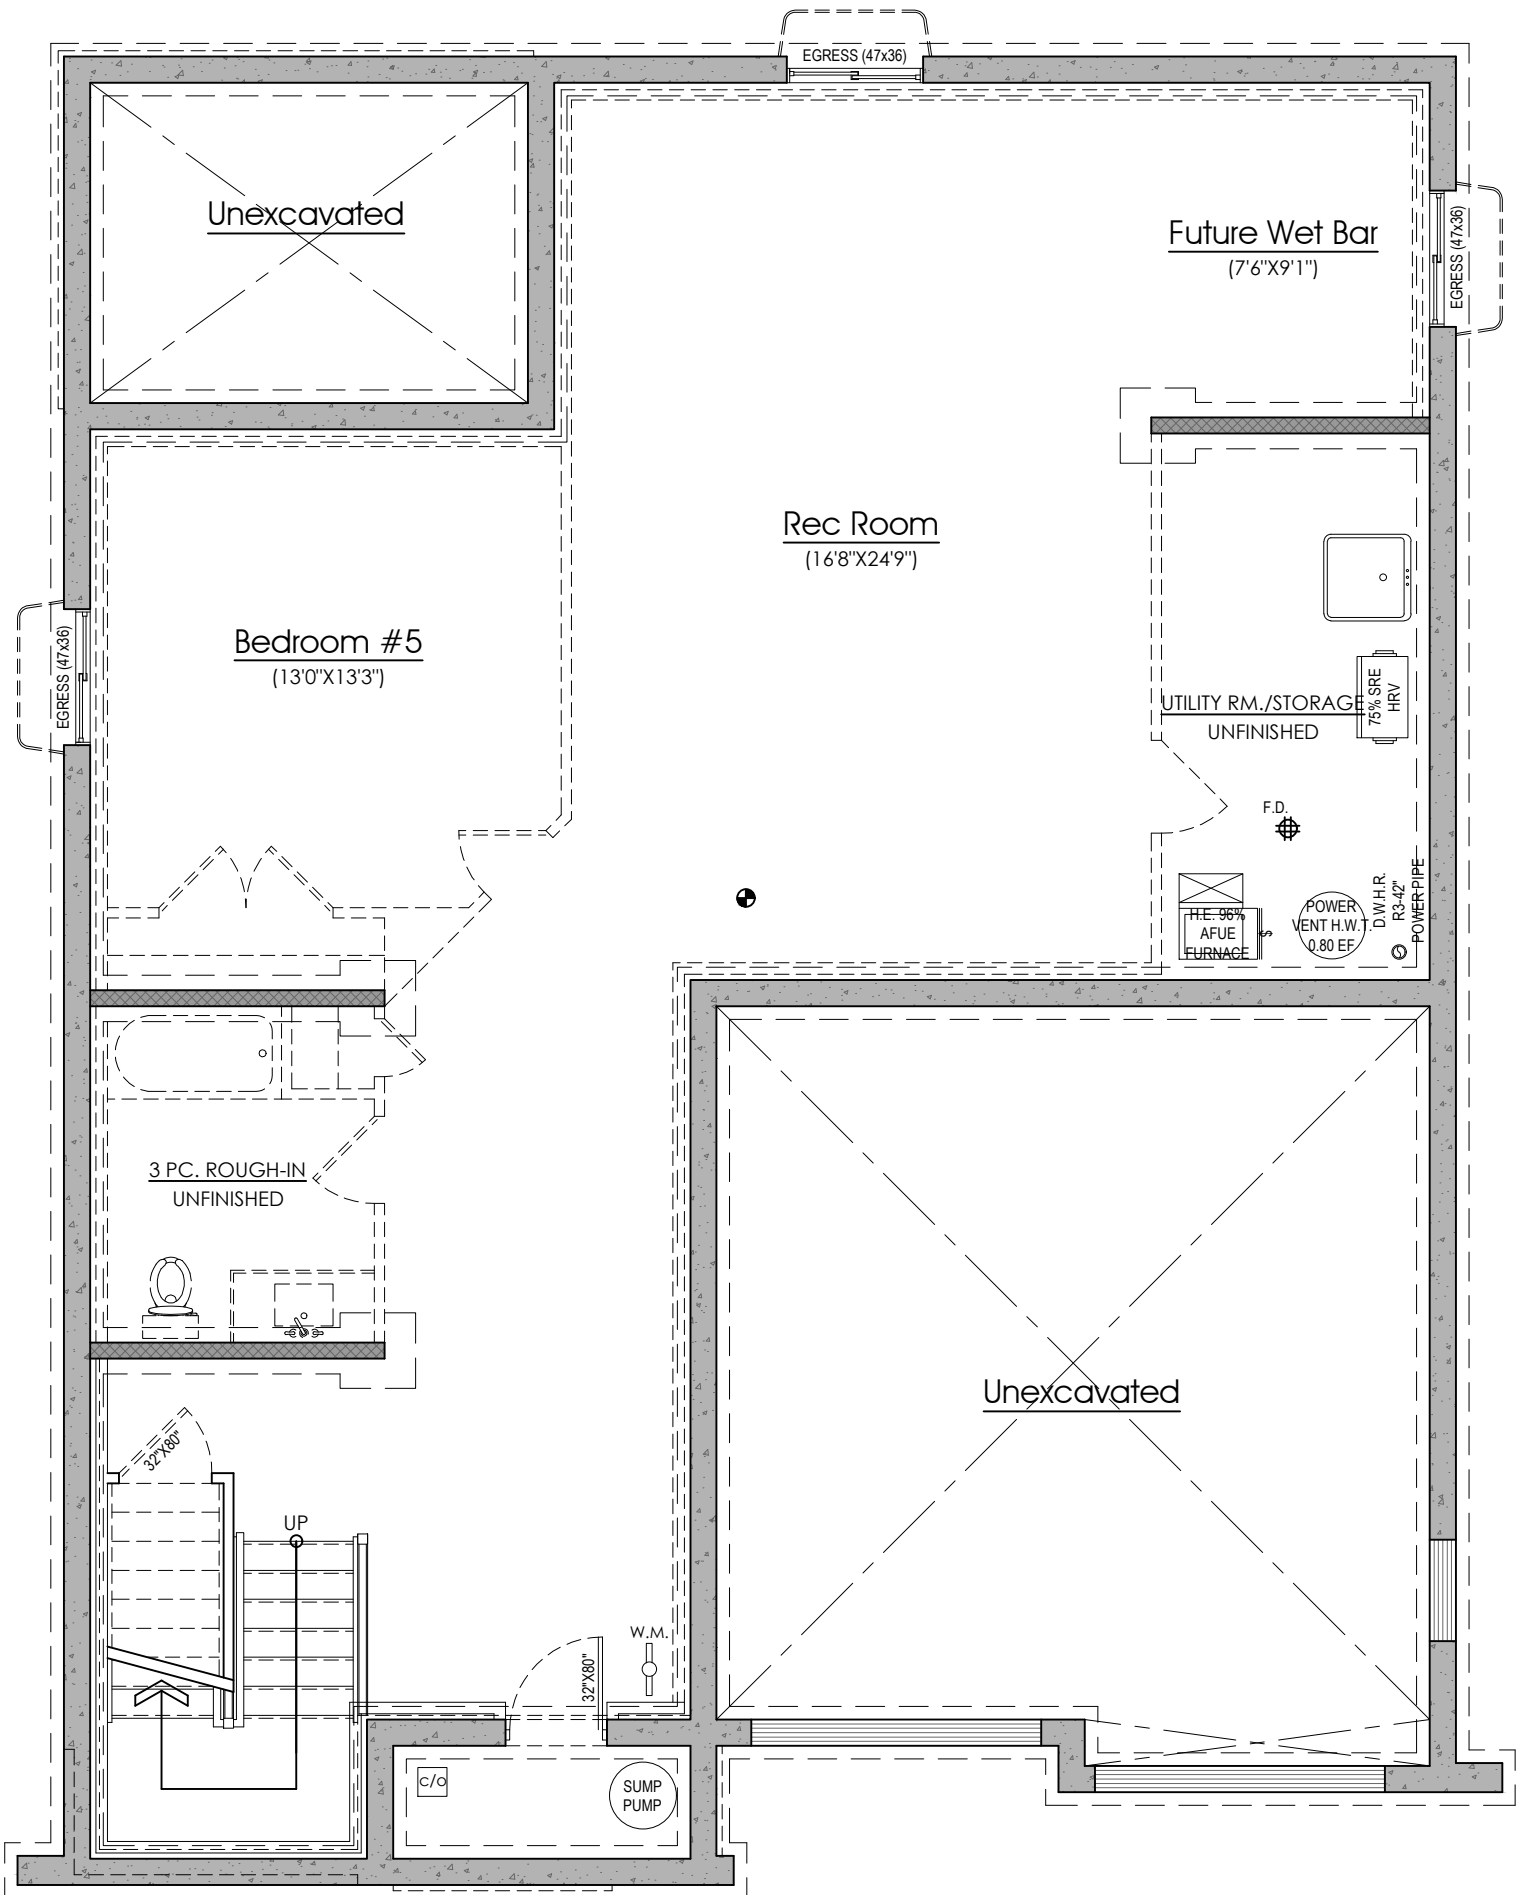 EGRESS (47x36)
Unexcavated
Future Wet Bar
(7'6"X9'1")
EGRESS (47x36)
Rec Room
(16'8"X24'9")
Bedroom #5
(13'0"X13'3")
EGRESS (47x36)
UTILITY RM./STORAGE
UNFINISHED
75% SRE
HRV
F.D.
H.E. 96%
AFUE
FURNACE
S
POWER
VENT H.W.T.
0.80 EF
D.W.H.R.
R3-42"
POWER-PIPE
3 PC. ROUGH-IN
UNFINISHED
Unexcavated
32"X80"
UP
W.M.
32"X80"
c/o
SUMP
PUMP